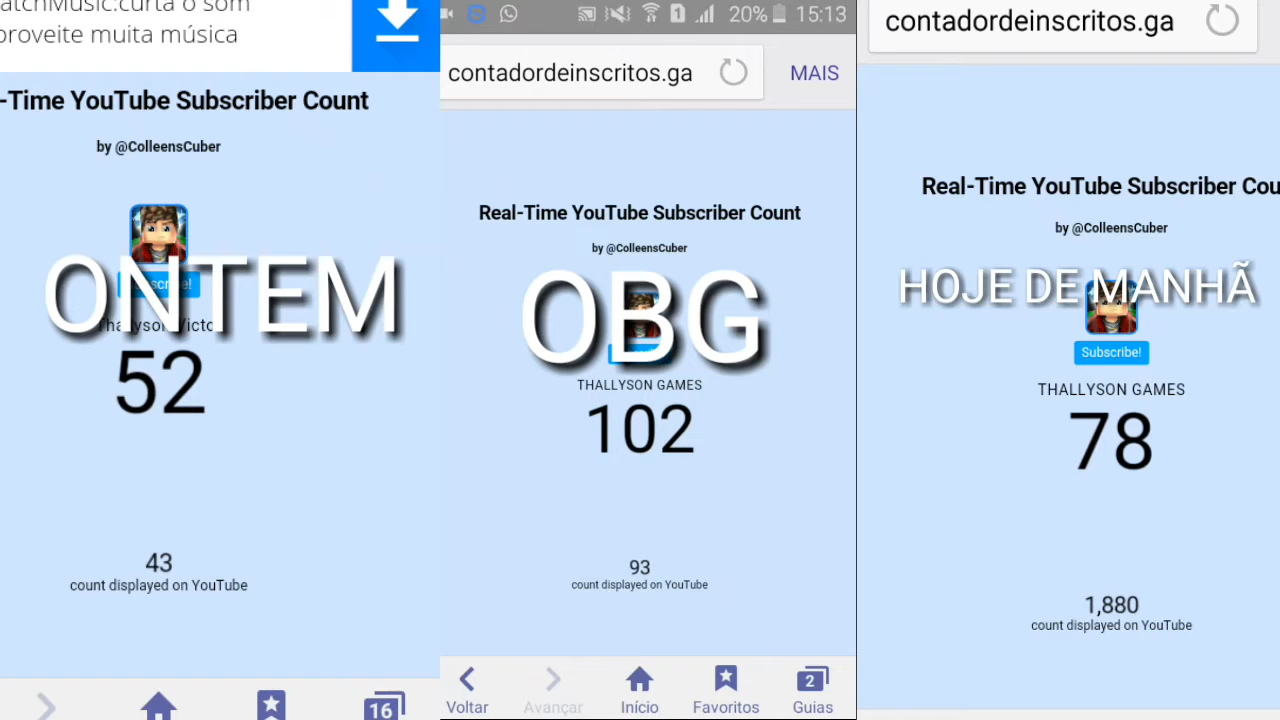 atchMusic:curta o som
proveite muita música
-Time YouTube Subscriber Count
by @ColleensCuber
ONTEM
Thallyson Victo
52
43
count displayed on YouTube
16
20% 15:13
contadordeinscritos.ga
MAIS
Real-Time YouTube Subscriber Count
by @ColleensCuber
OBG
THALLYSON GAMES
102
93
count displayed on YouTube
Voltar
Avançar
Início
Favoritos
2
Guias
contadordeinscritos.ga
Real-Time YouTube Subscriber Cou
by @ColleensCuber
HOJE DE MANHÃ
Subscribe!
THALLYSON GAMES
78
1,880
count displayed on YouTube